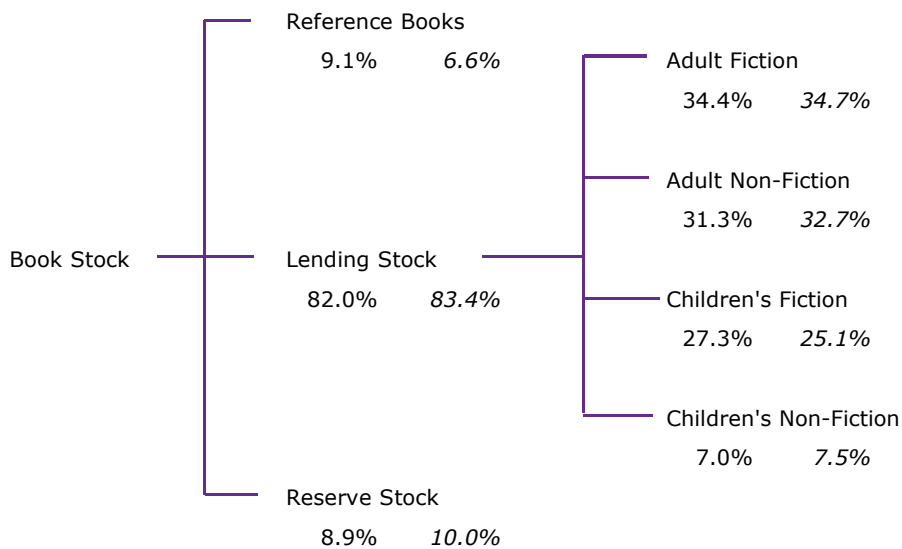 Reference Books
9.1% 6.6%
Adult Fiction
34.4% 34.7%
Adult Non-Fiction
31.3% 32.7%
Book Stock
Lending Stock
82.0% 83.4%
Children's Fiction
27.3% 25.1%
Children's Non-Fiction
7.0% 7.5%
Reserve Stock
8.9% 10.0%